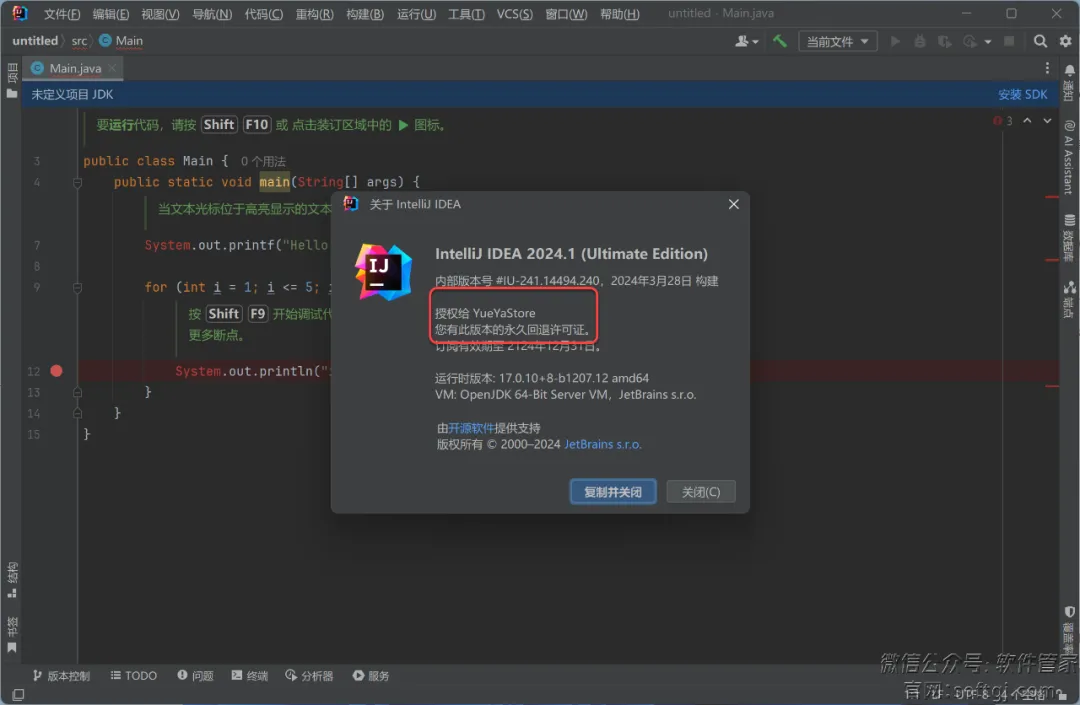 文件(F) 编辑(E) 视图(V) 导航(N) 代码(C) 重构(R) 构建(B) 运行(U) 工具(T) VCS(S) 窗口(W) 帮助(H) untitled - Main.java
untitled src Main
当前文件
项目
Main.java
通知
未定义项目 JDK
安装 SDK
要运行代码，请按 Shift F10 或 点击装订区域中的 图标。
3
AI Assistant
3 public class Main { 0 个用法
4 public static void main(String[] args) {
当文本光标位于高亮显示的文本
7 System.out.printf("Hello
8
9 for (int i = 1; i <= 5;
按 Shift F9 开始调试
更多断点。
12 System.out.println("
13 }
14 }
15 }
数据库
端点
关于 IntelliJ IDEA
IntelliJ IDEA 2024.1 (Ultimate Edition)
内部版本号 #IU-241.14494.240，2024年3月28日 构建
授权给 YueYaStore
您有此版本的永久回退许可证。
订阅有效期至 2124年12月31日。
运行时版本: 17.0.10+8-b1207.12 amd64
VM: OpenJDK 64-Bit Server VM，JetBrains s.r.o.
由开源软件提供支持
版权所有 © 2000–2024 JetBrains s.r.o.
复制并关闭 关闭(C)
结构
书签
覆盖
版本控制 TODO 问题 终端 分析器 服务
微信公众号: 软件管家